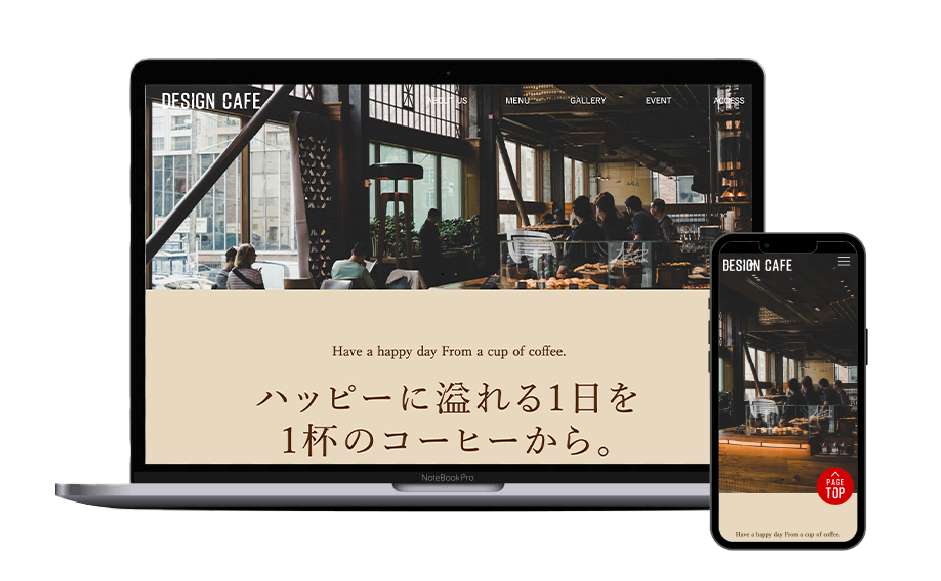 DESIGN CAFE
ABOUT US MENU GALLERY EVENT ACCESS
Have a happy day From a cup of coffee.
ハッピーに溢れる1日を
1杯のコーヒーから。
NoteBook Pro
DESIGN CAFE
PAGE
TOP
Have a happy day From a cup of coffee.